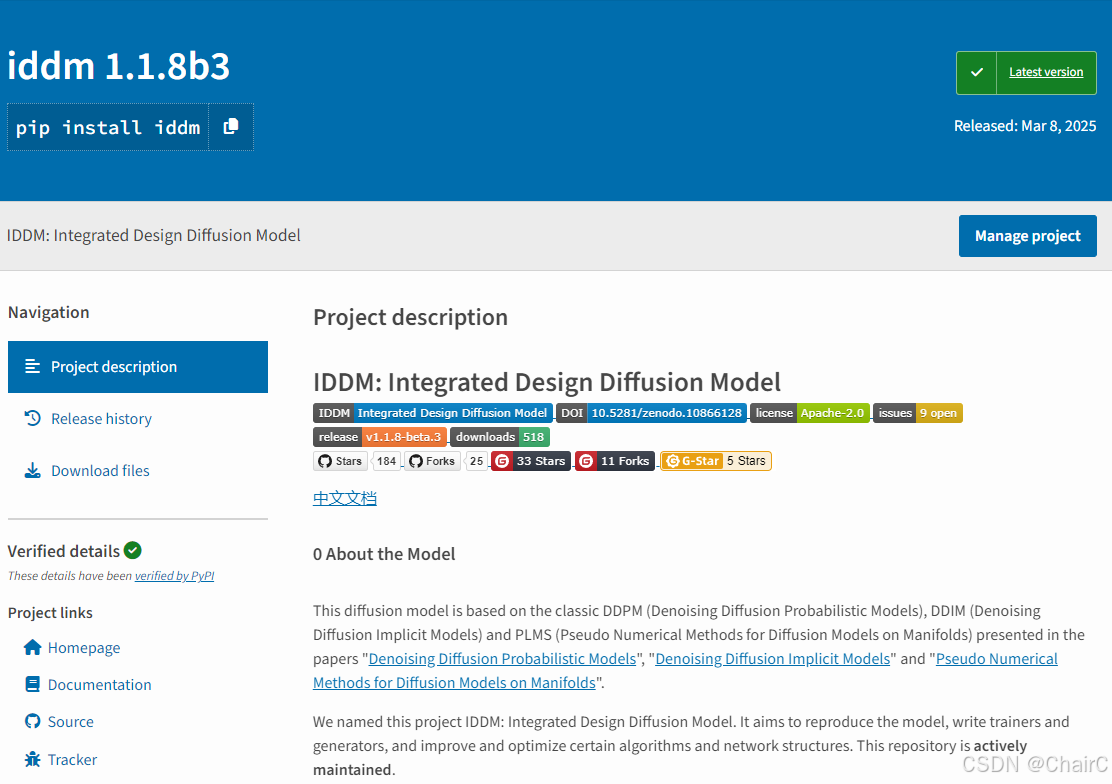 iddm 1.1.8b3
pip install iddm
Latest version
Released: Mar 8, 2025
IDDM: Integrated Design Diffusion Model
Manage project
Navigation
Project description
Release history
Download files
Verified details
These details have been verified by PyPI
Project links
Homepage
Documentation
Source
Tracker
Project description
IDDM: Integrated Design Diffusion Model
IDDM Integrated Design Diffusion Model DOI 10.5281/zenodo.10866128 license Apache-2.0 issues 9 open
release v1.1.8-beta.3 downloads 518
Stars 184 Forks 25 G 33 Stars G 11 Forks G-Star 5 Stars
中文文档
0 About the Model
This diffusion model is based on the classic DDPM (Denoising Diffusion Probabilistic Models), DDIM (Denoising
Diffusion Implicit Models) and PLMS (Pseudo Numerical Methods for Diffusion Models on Manifolds) presented in the
papers "Denoising Diffusion Probabilistic Models", "Denoising Diffusion Implicit Models" and "Pseudo Numerical
Methods for Diffusion Models on Manifolds".
We named this project IDDM: Integrated Design Diffusion Model. It aims to reproduce the model, write trainers and
generators, and improve and optimize certain algorithms and network structures. This repository is actively
maintained.
CSDN @ChairC